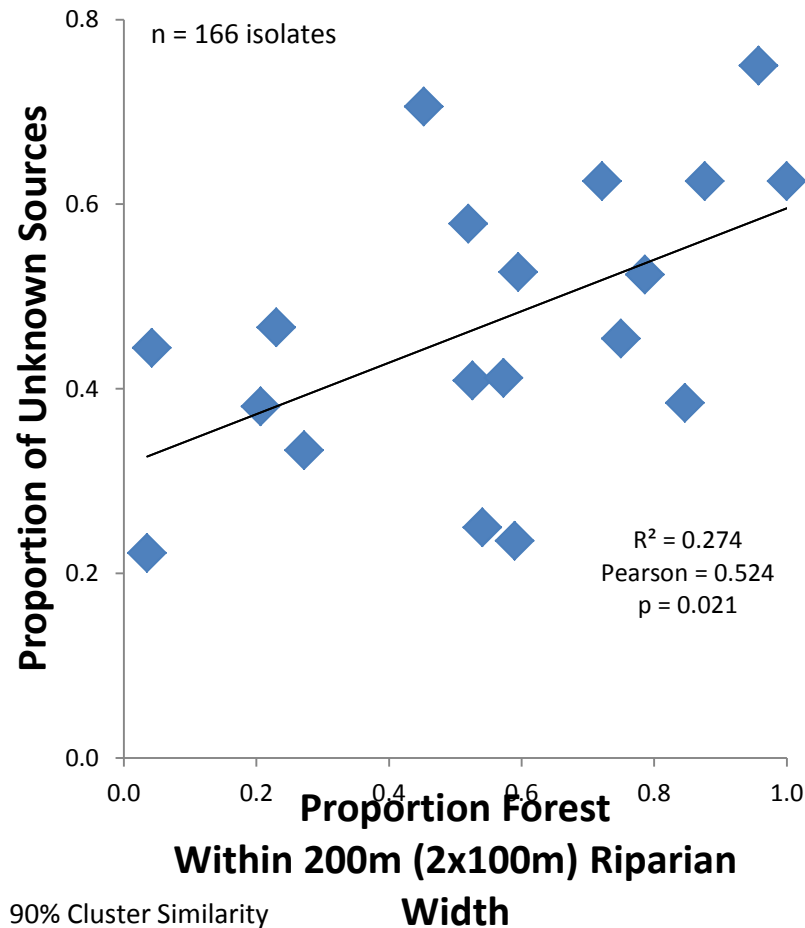 0.8
n = 166 isolates
0.6
0.4
0.2
0.0
Proportion of Unknown Sources
R² = 0.274
Pearson = 0.524
p = 0.021
0.0 0.2 0.4 0.6 0.8 1.0
Proportion Forest
Within 200m (2x100m) Riparian
Width
90% Cluster Similarity